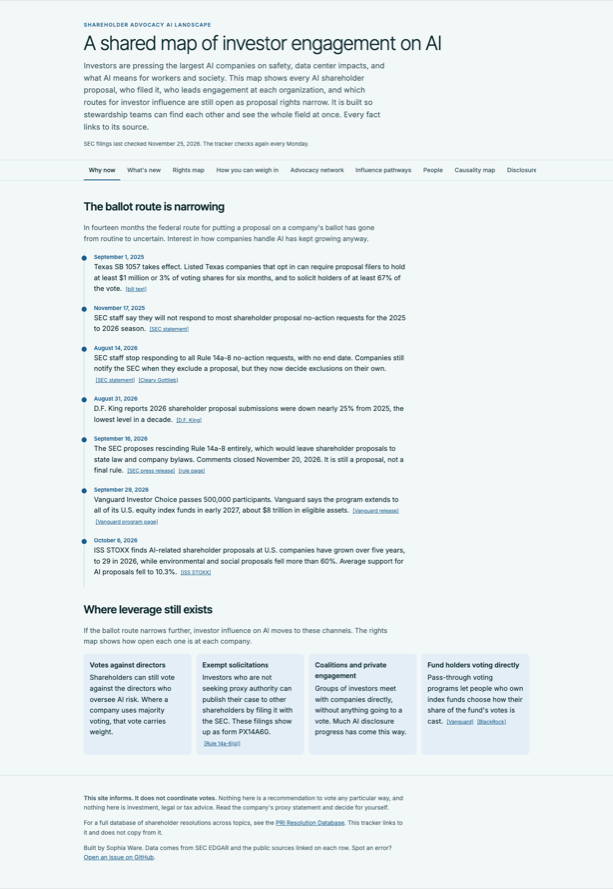 SHAREHOLDER ADVOCACY AI LANDSCAPE
A shared map of investor engagement on AI
Investors are pressing the largest AI companies on safety, data center impacts, and
what AI means for workers and society. This map shows every AI shareholder
proposal, who filed it, who leads engagement at each organization, and which
routes for investor influence are still open as proposal rights narrow. It is built so
stewardship teams can find each other and see the whole field at once. Every fact
links to its source.
SEC filings last checked November 25, 2026. The tracker checks again every Monday.
Why now What's new Rights map How you can weigh in Advocacy network Influence pathways People Causality map Disclosure
The ballot route is narrowing
In fourteen months the federal route for putting a proposal on a company's ballot has gone
from routine to uncertain. Interest in how companies handle AI has kept growing anyway.
September 1, 2025
Texas SB 1057 takes effect. Listed Texas companies that opt in can require proposal filers to hold
at least $1 million or 3% of voting shares for six months, and to solicit holders of at least 67% of
the vote. [bill text]
November 17, 2025
SEC staff say they will not respond to most shareholder proposal no-action requests for the 2025
to 2026 season. [SEC statement]
August 14, 2026
SEC staff stop responding to all Rule 14a-8 no-action requests, with no end date. Companies still
notify the SEC when they exclude a proposal, but they now decide exclusions on their own.
[SEC statement] [Cleary Gottlieb]
August 31, 2026
D.F. King reports 2026 shareholder proposal submissions were down nearly 25% from 2025, the
lowest level in a decade. [D.F. King]
September 16, 2026
The SEC proposes rescinding Rule 14a-8 entirely, which would leave shareholder proposals to
state law and company bylaws. Comments closed November 20, 2026. It is still a proposal, not a
final rule. [SEC press release] [rule page]
September 29, 2026
Vanguard Investor Choice passes 500,000 participants. Vanguard says the program extends to
all of its U.S. equity index funds in early 2027, about $8 trillion in eligible assets. [Vanguard release]
[Vanguard program page]
October 6, 2026
ISS STOXX finds AI-related shareholder proposals at U.S. companies have grown over five years,
to 29 in 2026, while environmental and social proposals fell more than 60%. Average support for
AI proposals fell to 10.3%. [ISS STOXX]
Where leverage still exists
If the ballot route narrows further, investor influence on AI moves to these channels. The rights
map shows how open each one is at each company.
Votes against directors
Shareholders can still vote
against the directors who
oversee AI risk. Where a
company uses majority
voting, that vote carries
weight.
Exempt solicitations
Investors who are not
seeking proxy authority can
publish their case to other
shareholders by filing it with
the SEC. These filings show
up as form PX14A6G.
[Rule 14a-6(g)]
Coalitions and private
engagement
Groups of investors meet
with companies directly,
without anything going to a
vote. Much AI disclosure
progress has come this way.
Fund holders voting directly
Pass-through voting
programs let people who own
index funds choose how their
share of the fund's votes is
cast. [Vanguard] [BlackRock]
This site informs. It does not coordinate votes. Nothing here is a recommendation to vote any particular way, and
nothing here is investment, legal or tax advice. Read the company's proxy statement and decide for yourself.
For a full database of shareholder resolutions across topics, see the PRI Resolution Database. This tracker links to
it and does not copy from it.
Built by Sophia Ware. Data comes from SEC EDGAR and the public sources linked on each row. Spot an error?
Open an issue on GitHub.